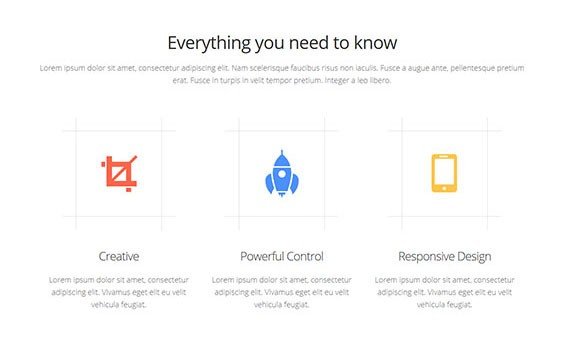 Everything you need to know
Lorem ipsum dolor sit amet, consectetur adipiscing elit. Nam scelerisque faucibus risus non iaculis. Fusce a augue ante, pellentesque pretium
erat. Fusce in turpis in velit tempor pretium. Integer a leo libero.
Creative
Powerful Control
Responsive Design
Lorem ipsum dolor sit amet, consectetur
adipiscing elit. Vivamus eget eu velit
vehicula feugiat.
Lorem ipsum dolor sit amet, consectetur
adipiscing elit. Vivamus eget elit eu velit
vehicula feugiat.
Lorem ipsum dolor sit amet, consectetur
adipiscing elit. Vivamus eget elit eu velit
vehicula feugiat.